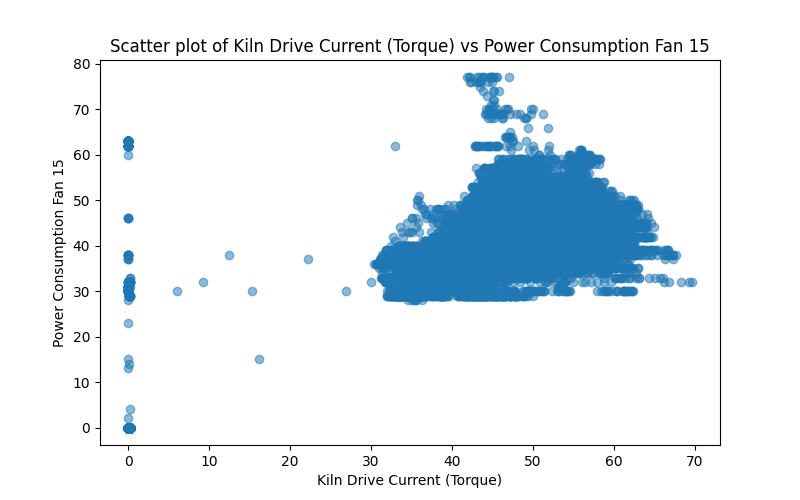 Scatter plot of Kiln Drive Current (Torque) vs Power Consumption Fan 15
80
70
60
50
40
30
20
10
0
Power Consumption Fan 15
0 10 20 30 40 50 60 70
Kiln Drive Current (Torque)